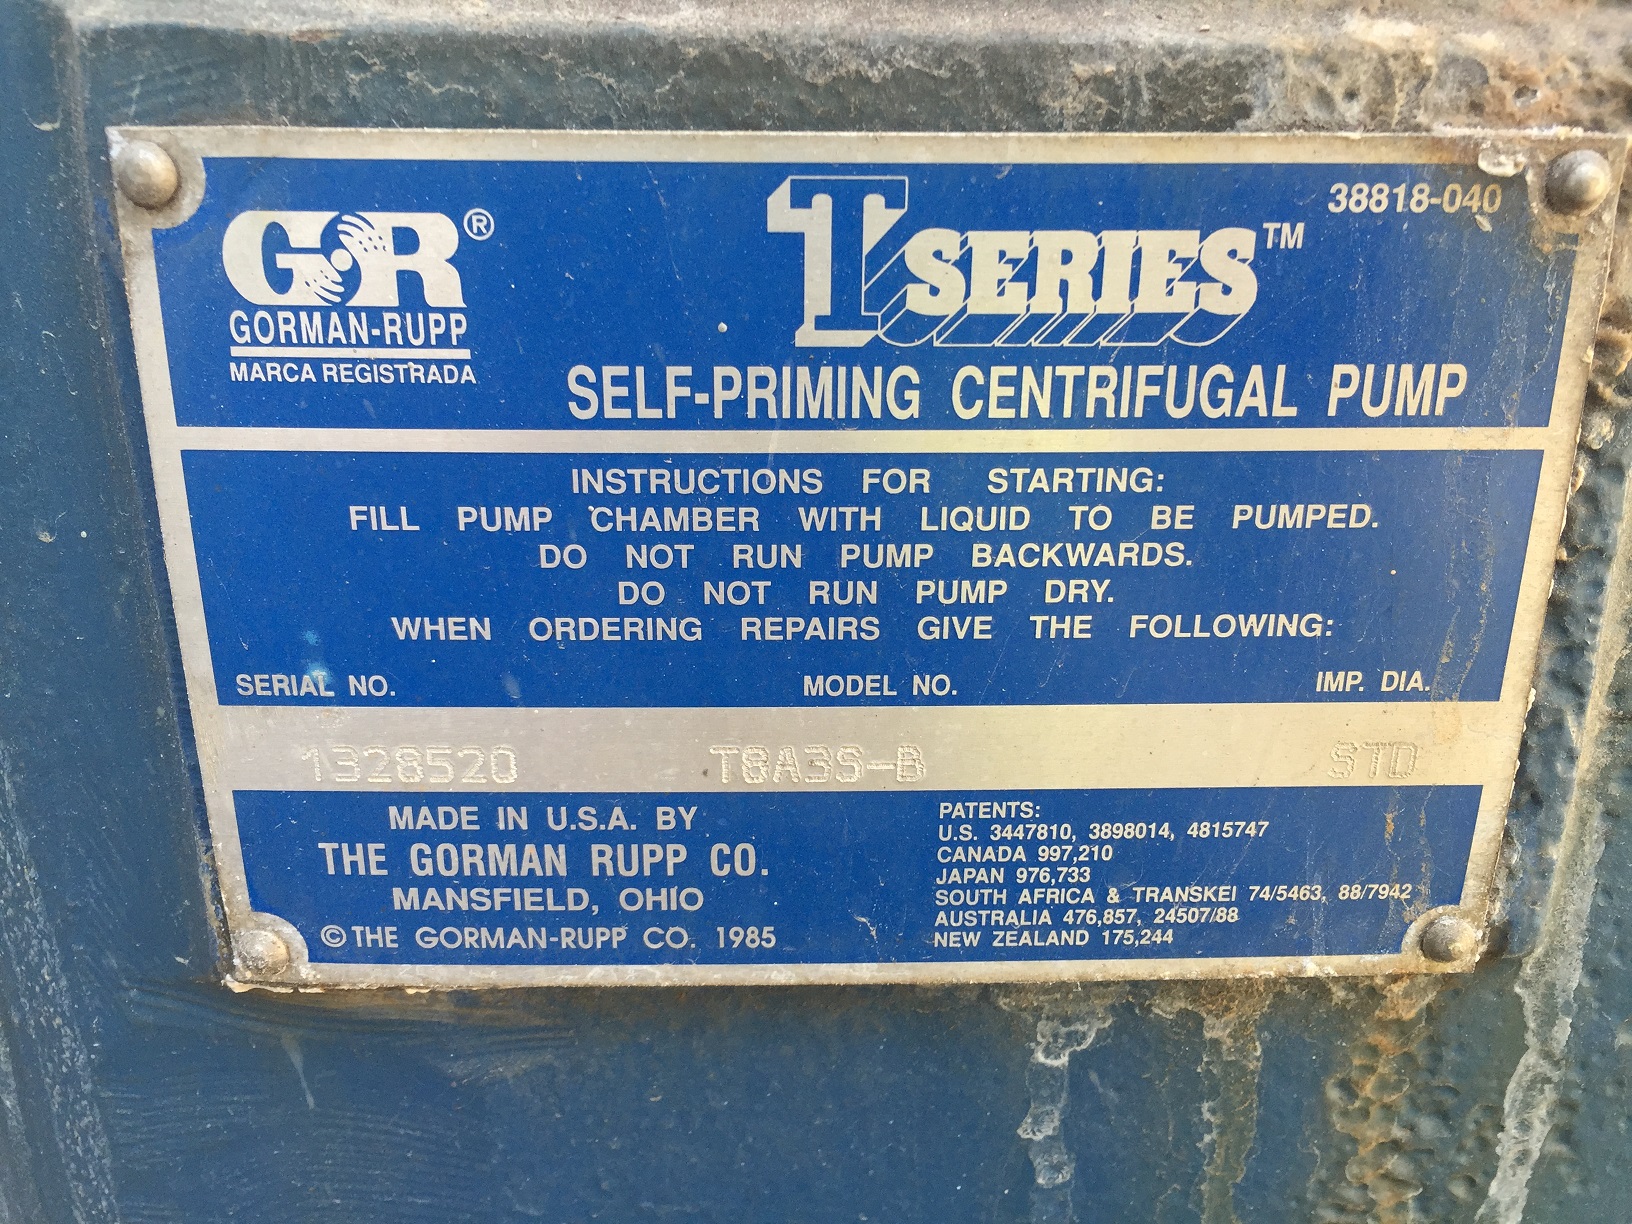 GR®
GORMAN-RUPP
MARCA REGISTRADA
38818-040
T SERIES™
SELF-PRIMING CENTRIFUGAL PUMP
INSTRUCTIONS FOR STARTING:
FILL PUMP CHAMBER WITH LIQUID TO BE PUMPED.
DO NOT RUN PUMP BACKWARDS.
DO NOT RUN PUMP DRY.
WHEN ORDERING REPAIRS GIVE THE FOLLOWING:
SERIAL NO. MODEL NO. IMP. DIA.
1328520 T8A3S-B STD
MADE IN U.S.A. BY
THE GORMAN RUPP CO.
MANSFIELD, OHIO
© THE GORMAN-RUPP CO. 1985
PATENTS:
U.S. 3447810, 3898014, 4815747
CANADA 997,210
JAPAN 976,733
SOUTH AFRICA & TRANSKEI 74/5463, 88/7942
AUSTRALIA 476,857, 24507/88
NEW ZEALAND 175,244